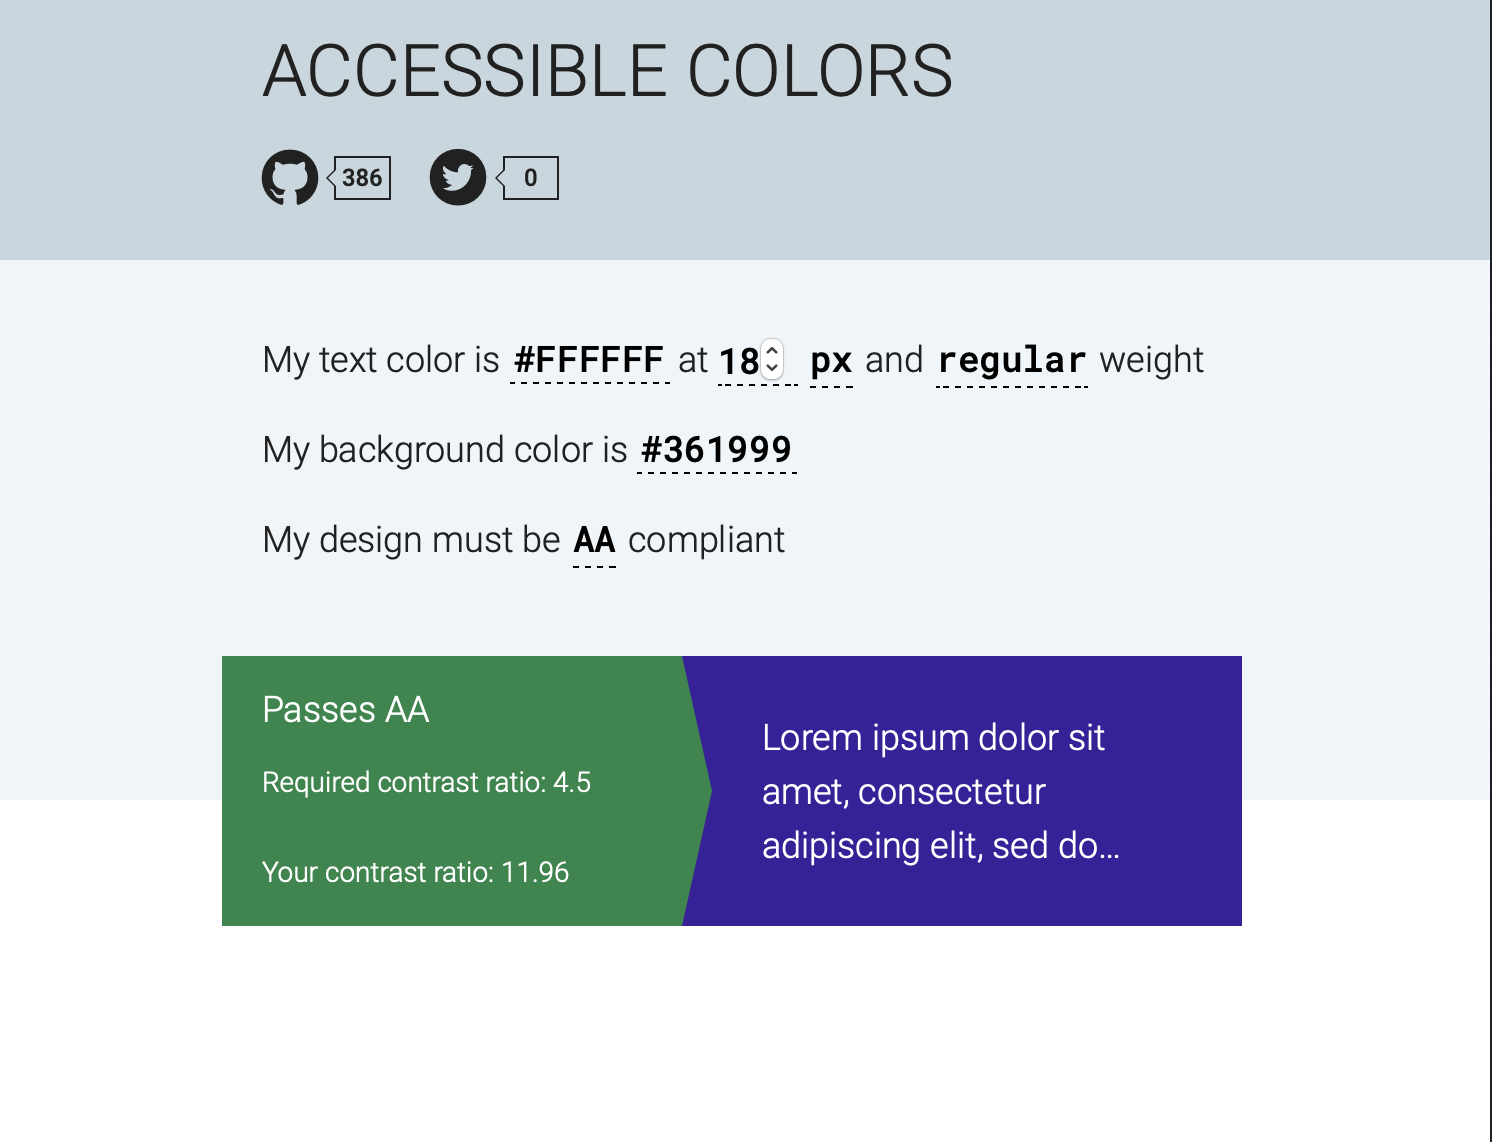 ACCESSIBLE COLORS
386 0
My text color is #FFFFFF at 18 px and regular weight
My background color is #361999
My design must be AA compliant
Passes AA
Required contrast ratio: 4.5
Your contrast ratio: 11.96
Lorem ipsum dolor sit
amet, consectetur
adipiscing elit, sed do...